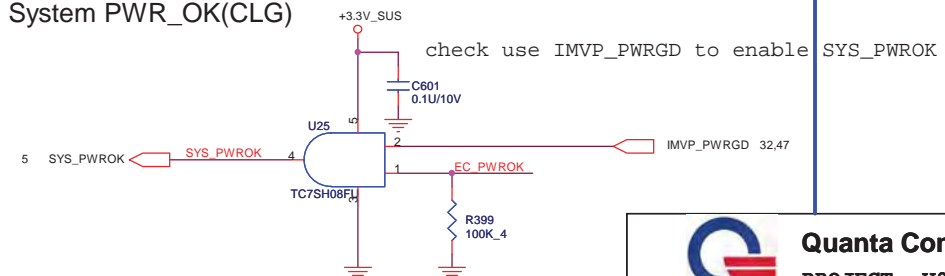 System PWR_OK(CLG)
+3.3V_SUS
check use IMVP_PWRGD to enable SYS_PWROK
C601
0.1U/10V
U25
5
2
IMVP_PWRGD 32,47
5 SYS_PWROK
SYS_PWROK
4
1
EC_PWROK
TC7SH08FU
3
R399
100K_4
Quanta